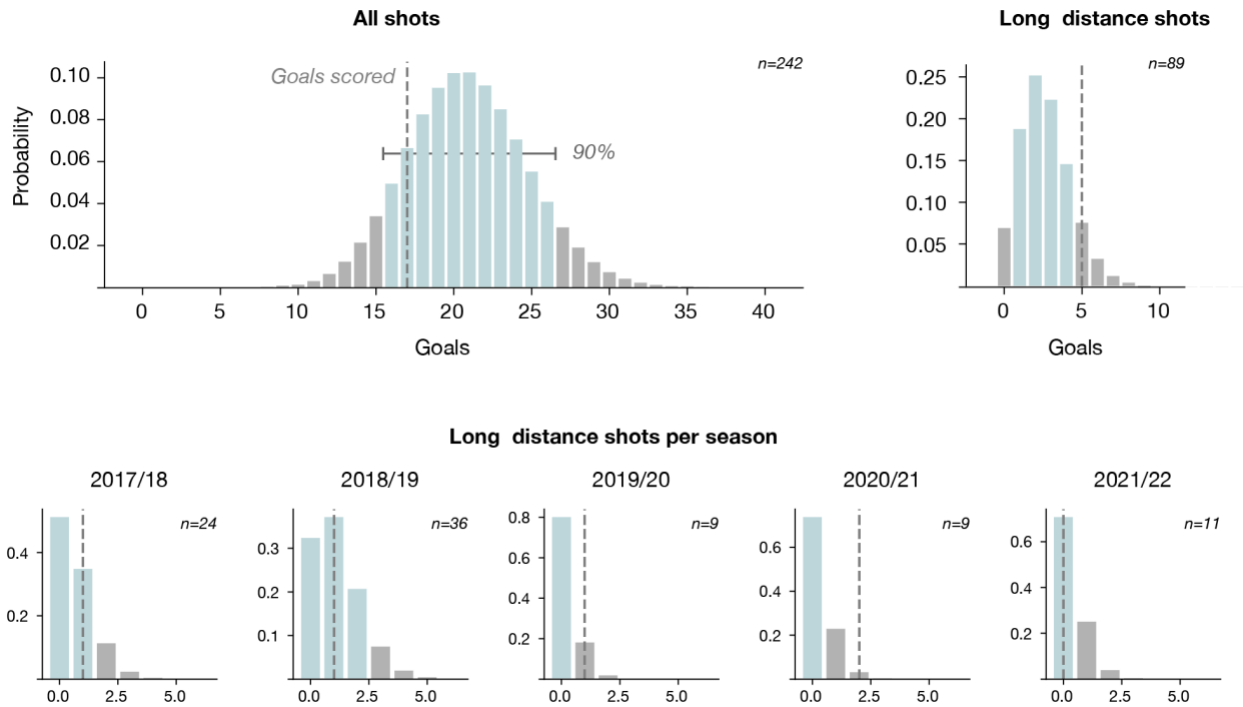 All shots
Long distance shots
Goals scored
n=242
n=89
90%
Probability
0.10
0.08
0.06
0.04
0.02
0 5 10 15 20 25 30 35 40
Goals
0.25
0.20
0.15
0.10
0.05
0 5 10
Goals
Long distance shots per season
2017/18
n=24
0.4
0.2
0.0 2.5 5.0
2018/19
n=36
0.3
0.2
0.1
0.0 2.5 5.0
2019/20
n=9
0.8
0.6
0.4
0.2
0.0 2.5 5.0
2020/21
n=9
0.6
0.4
0.2
0.0 2.5 5.0
2021/22
n=11
0.6
0.4
0.2
0.0 2.5 5.0